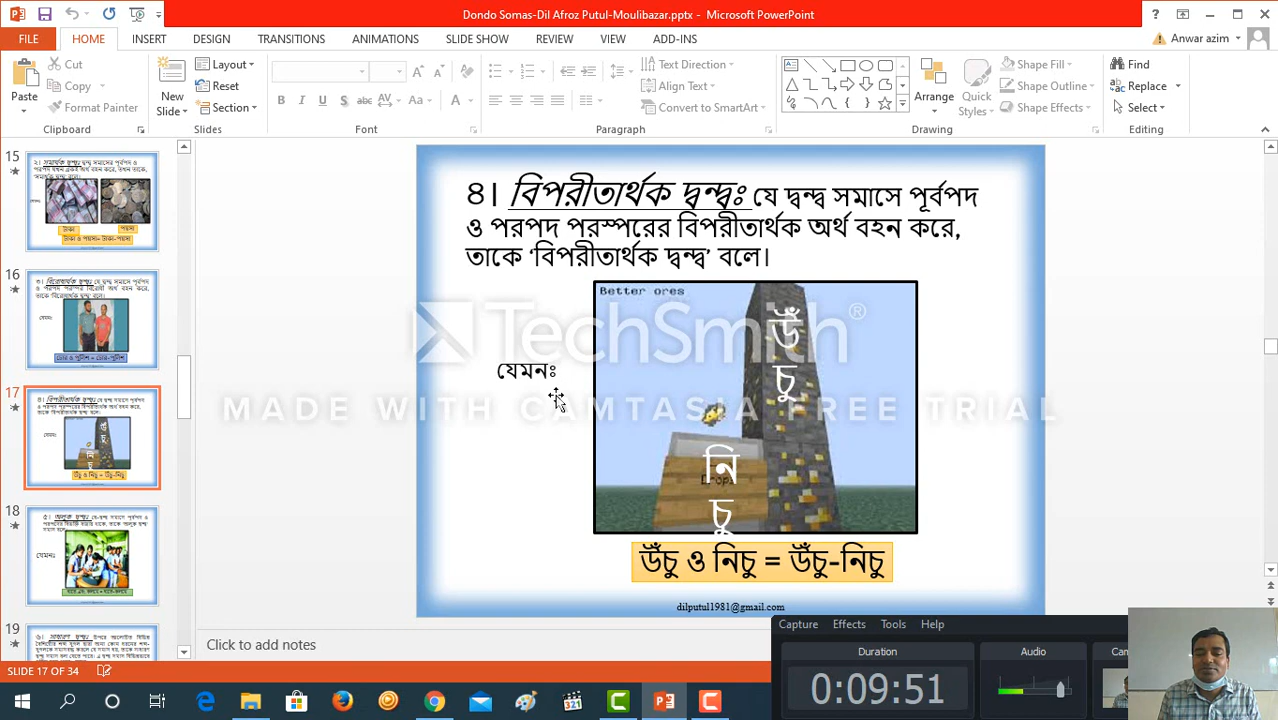 Dondo Somas-Dil Afroz Putul-Moulibazar.pptx - Microsoft PowerPoint
FILE HOME INSERT DESIGN TRANSITIONS ANIMATIONS SLIDE SHOW REVIEW VIEW ADD-INS Anwar azim
Paste Cut
Copy
Format Painter
New Slide
Layout
Reset
Section
Text Direction
Align Text
Convert to SmartArt
Arrange
Quick Styles
Shape Fill
Shape Outline
Shape Effects
Find
Replace
Select
Clipboard Slides Font Paragraph Drawing Editing
15
16
17
18
19
৪। বিপরীতার্থক দ্বন্দ্বঃ যে দ্বন্দ্ব সমাসে পূর্বপদ
ও পরপদ পরস্পরের বিপরীতার্থক অর্থ বহন করে,
তাকে ‘বিপরীতার্থক দ্বন্দ্ব’ বলে।
Better ores
TechSmith®
উঁচু
যেমনঃ
MADE WITH CAMTASIA FREE TRIAL
নিচু
Drops
উঁচু ও নিচু = উঁচু-নিচু
dilputul1981@gmail.com
Click to add notes
SLIDE 17 OF 34
Capture Effects Tools Help
Duration Audio
0:09:51